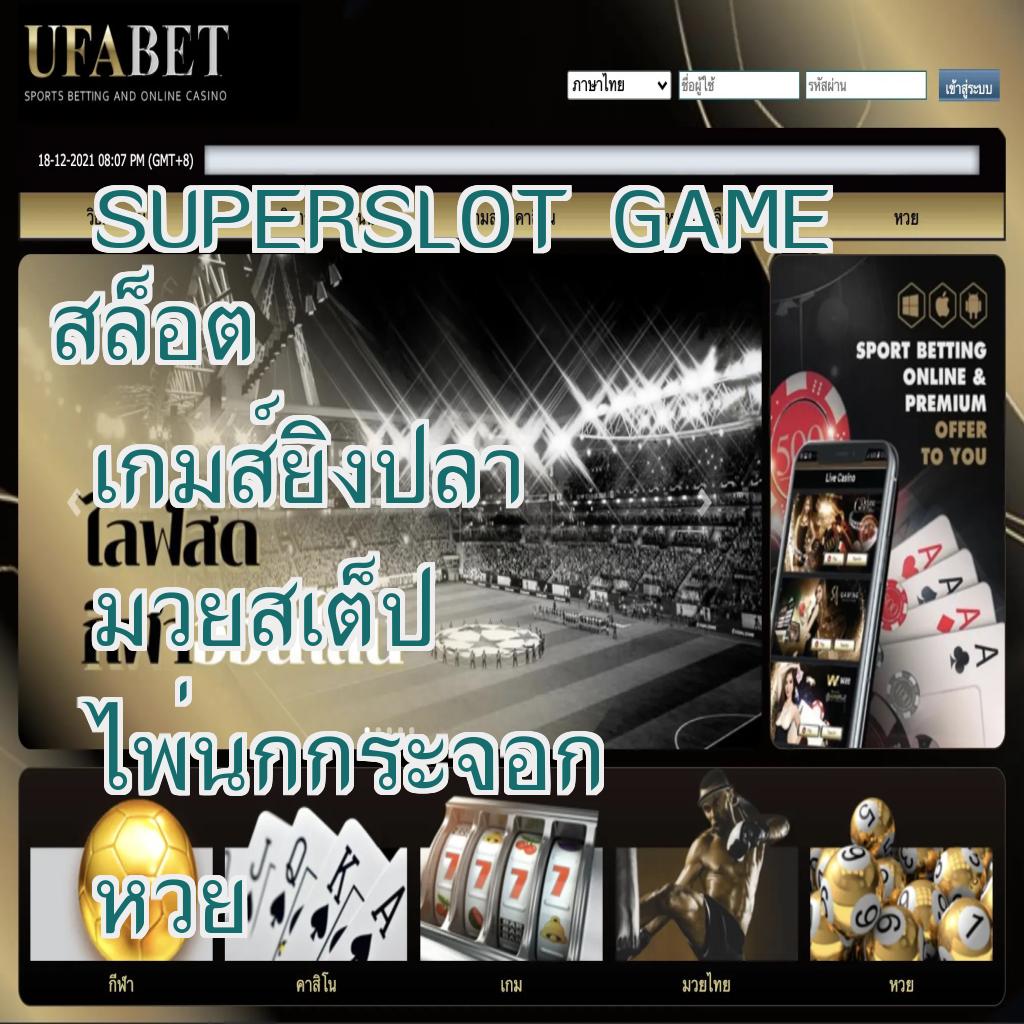 UFABET
SPORTS BETTING AND ONLINE CASINO
ภาษาไทย ชื่อผู้ใช้ รหัสผ่าน เข้าสู่ระบบ
18-12-2021 08:07 PM (GMT+8)
SUPERSLOT GAME
หวย
สล็อต
SPORT BETTING
ONLINE &
PREMIUM
OFFER
TO YOU
เกมส์ยิงปลา
Live Casino
ไลฟ์สด
มวยสเต็ป
ไพ่นกกระจอก
หวย
กีฬา คาสิโน เกม มวยไทย หวย